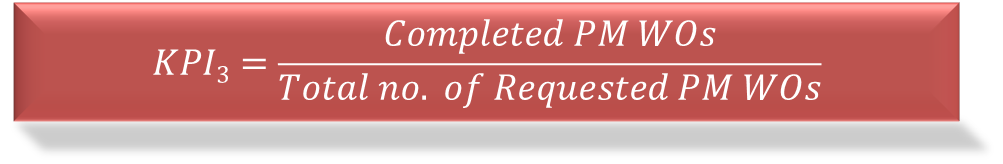 KPI₃ = Completed PM WOs / Total no. of Requested PM WOs